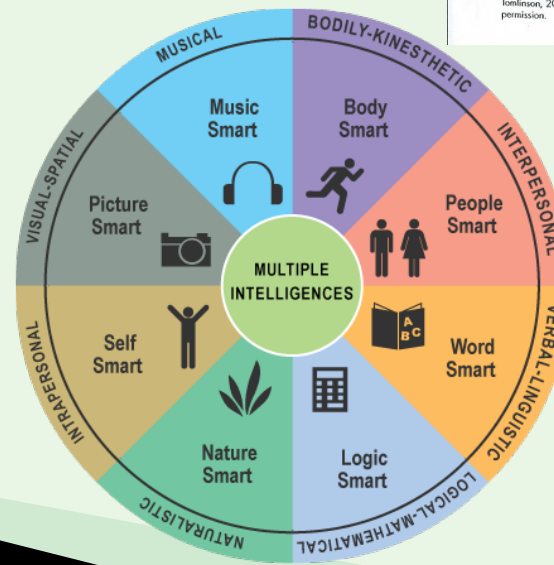 Tomlinson, 20
permission.
MULTIPLE
INTELLIGENCES
MUSICAL
Music
Smart
BODILY-KINESTHETIC
Body
Smart
INTERPERSONAL
People
Smart
VERBAL-LINGUISTIC
Word
Smart
A
B C
LOGICAL-MATHEMATICAL
Logic
Smart
NATURALISTIC
Nature
Smart
INTRAPERSONAL
Self
Smart
VISUAL-SPATIAL
Picture
Smart